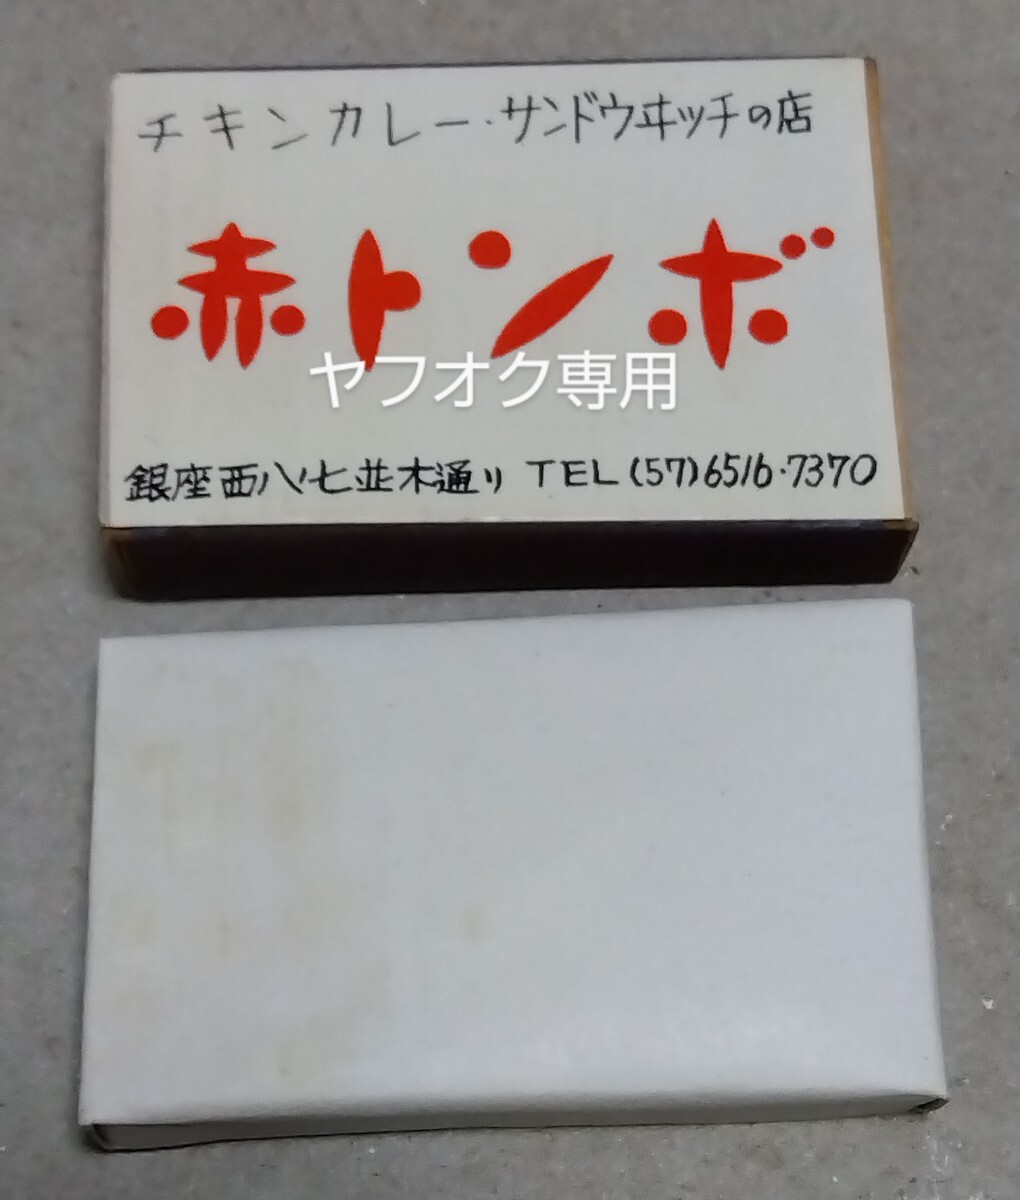 チキンカレー・サンドウヰッチの店
赤トンボ
ヤフオク専用
銀座西八ノ七並木通り TEL(57)6516・7370